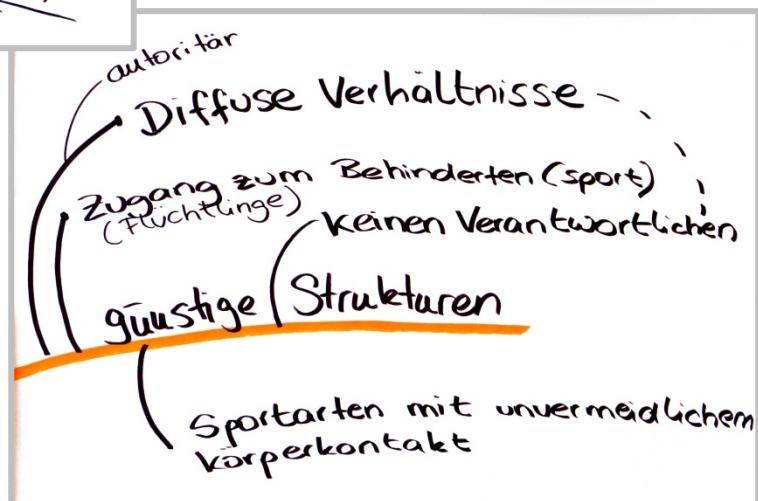 autoritär
Diffuse Verhältnisse
Zugang zum Behinderten (sport)
(Flüchtlinge)
keinen Verantwortlichen
günstige Strukturen
Sportarten mit unvermeidlichem
Körperkontakt